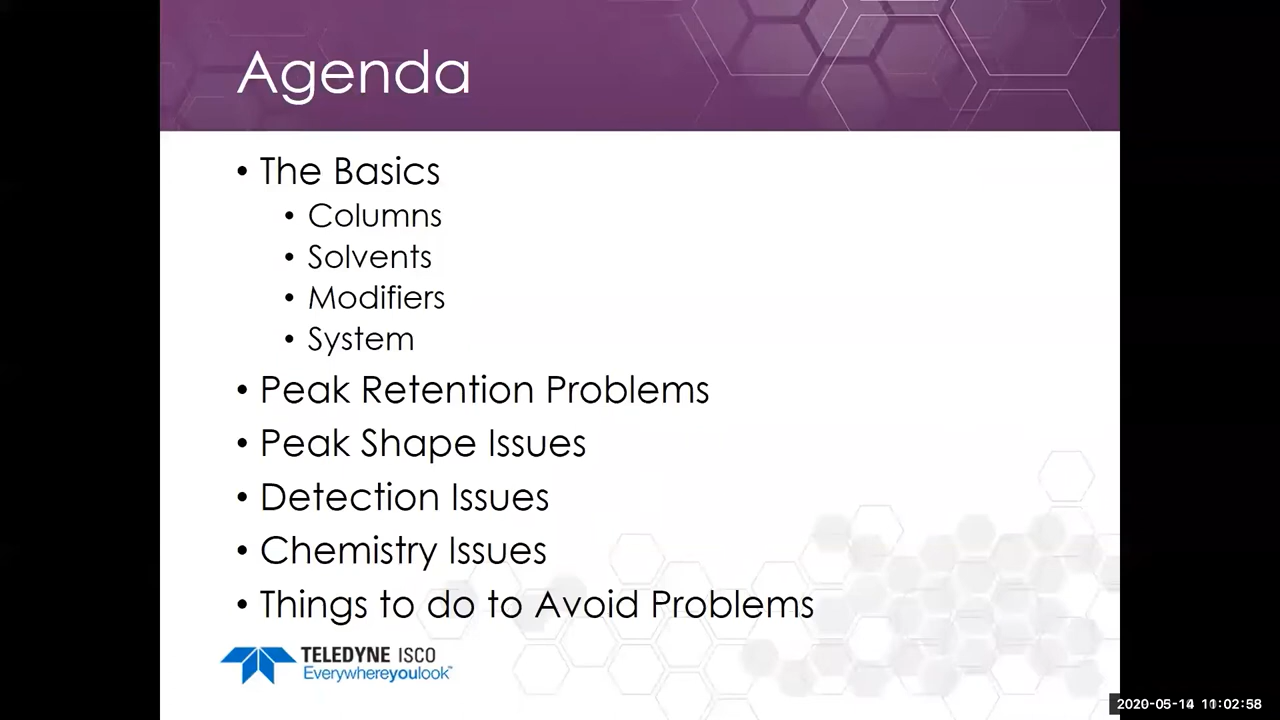 Agenda
• The Basics
• Columns
• Solvents
• Modifiers
• System
• Peak Retention Problems
• Peak Shape Issues
• Detection Issues
• Chemistry Issues
• Things to do to Avoid Problems
TELEDYNE ISCO
Everywhereyoulook™
2020-05-14 11:02:58